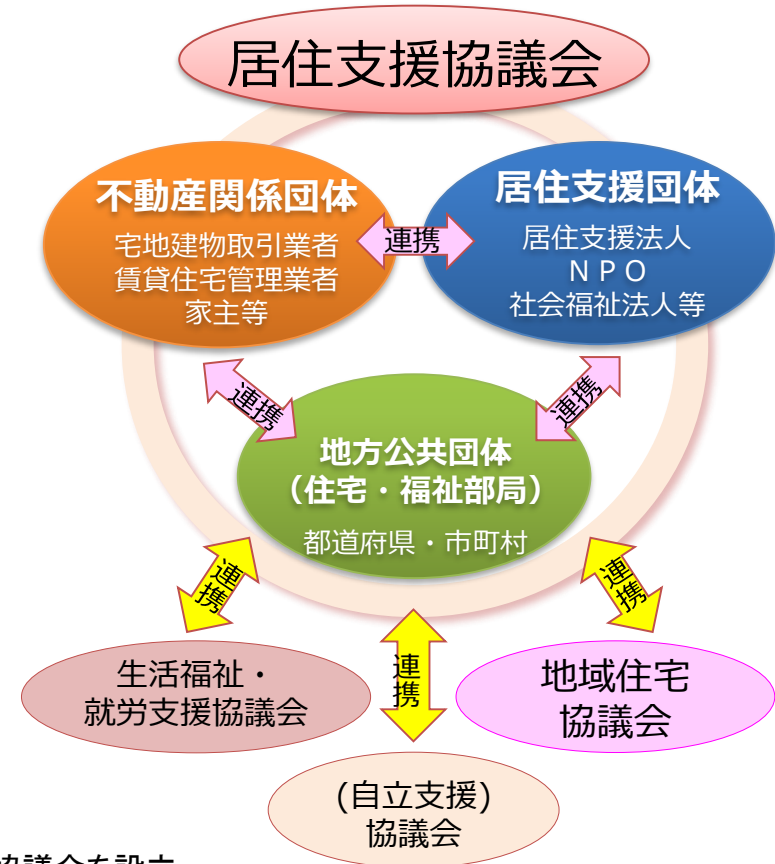 居住支援協議会
不動産関係団体
宅地建物取引業者
賃貸住宅管理業者
家主等
連携
居住支援団体
居住支援法人
ＮＰＯ
社会福祉法人等
連携
連携
地方公共団体
（住宅・福祉部局）
都道府県・市町村
連携
連携
連携
生活福祉・
就労支援協議会
地域住宅
協議会
(自立支援)
協議会